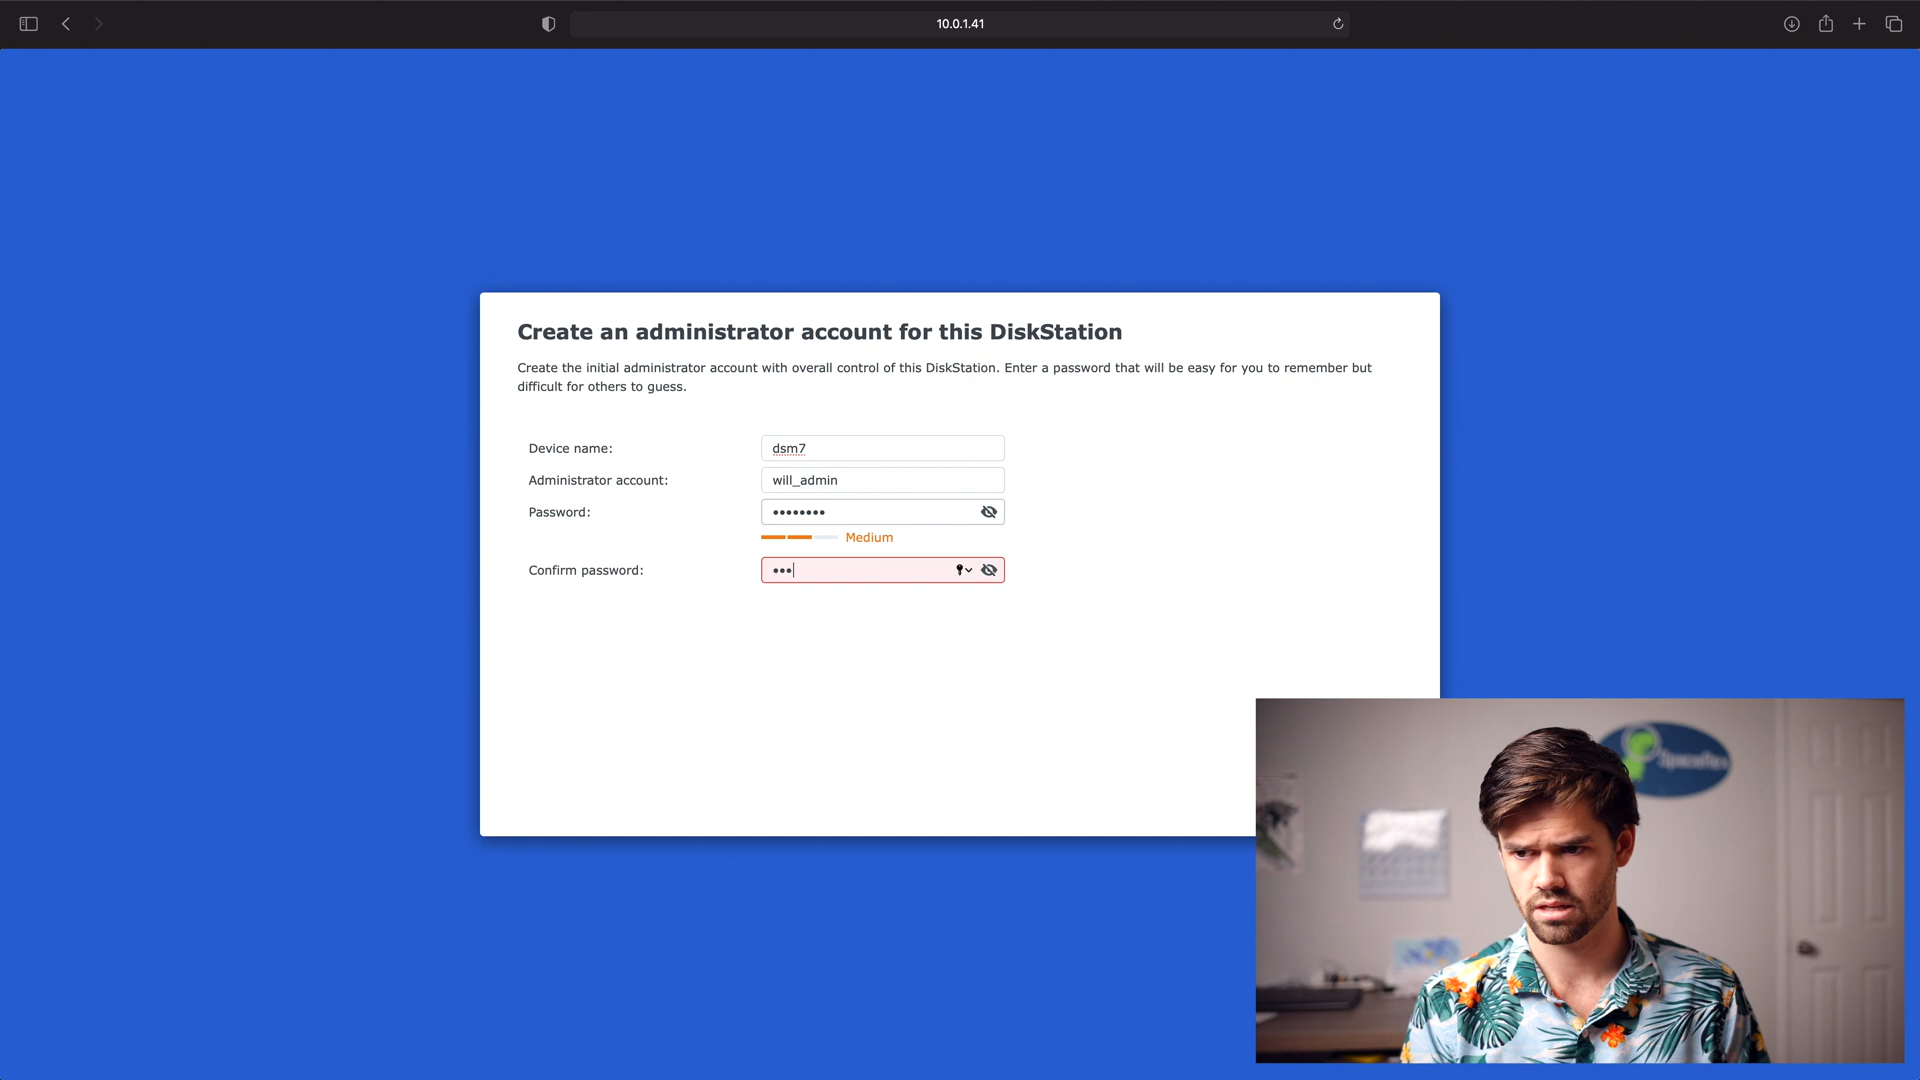 10.0.1.41
Create an administrator account for this DiskStation
Create the initial administrator account with overall control of this DiskStation. Enter a password that will be easy for you to remember but
difficult for others to guess.
Device name: dsm7
Administrator account: will_admin
Password: ••••••••
Medium
Confirm password: •••
SpaceRex